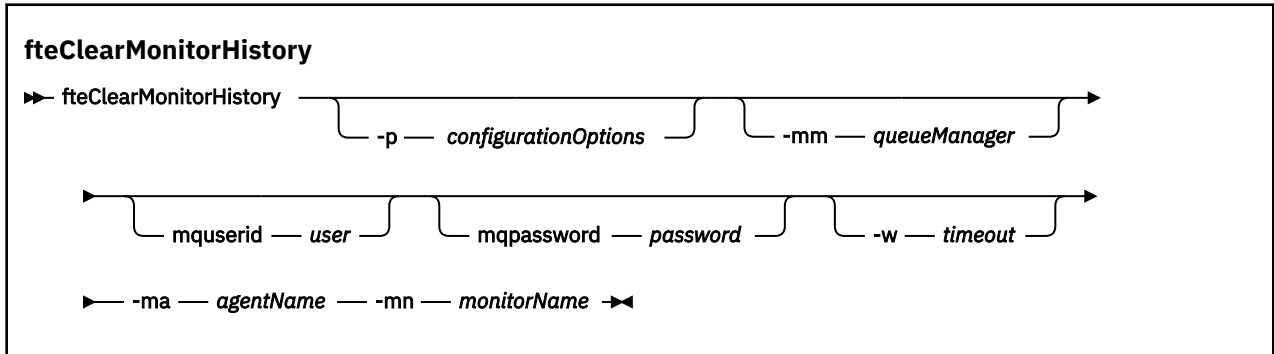 fteClearMonitorHistory
fteClearMonitorHistory
-p configurationOptions -mm queueManager
mquserid user mqpassword password -w timeout
-ma agentName -mn monitorName